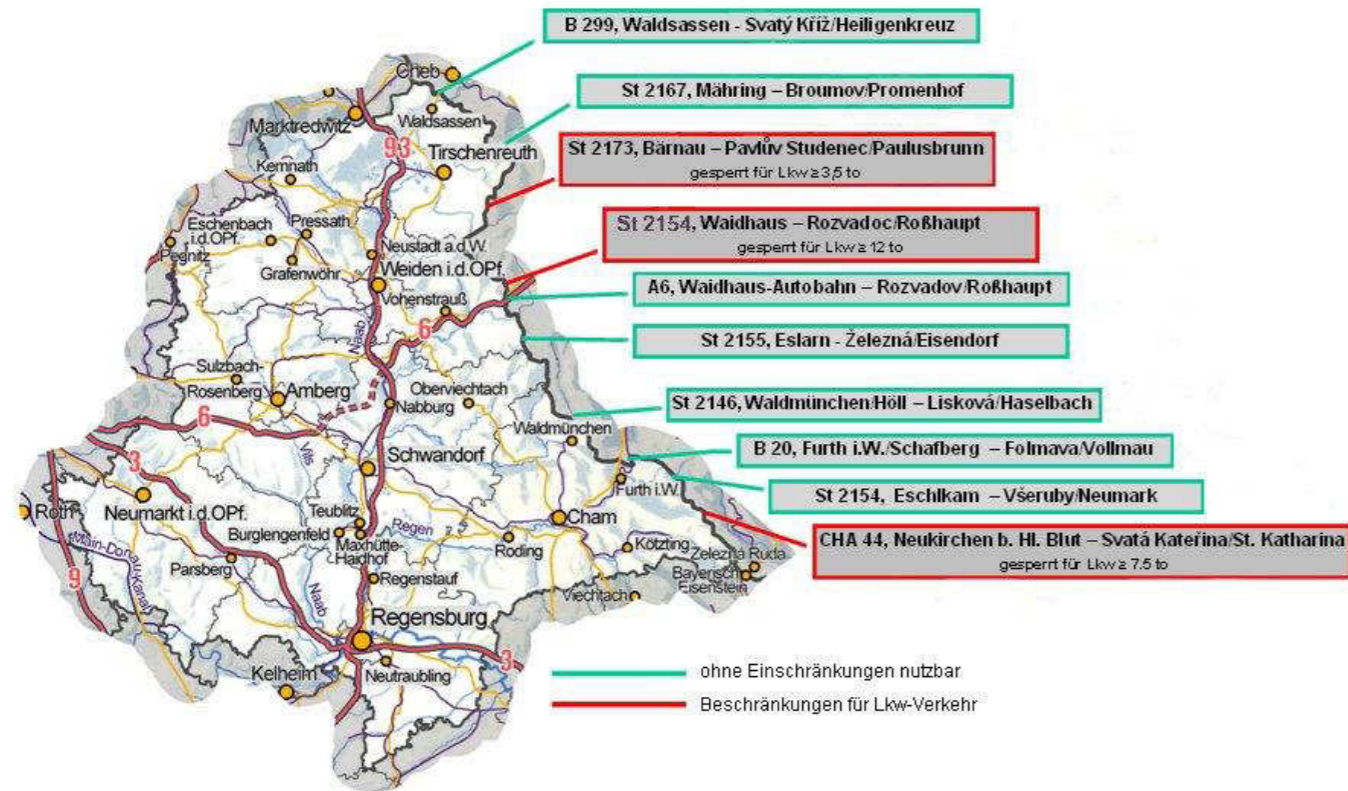 B 299, Waldsassen - Svatý Kříž/Heiligenkreuz
St 2167, Mähring – Broumov/Promenhof
St 2173, Bärnau – Pavlův Studenec/Paulusbrunn
gesperrt für Lkw ≥ 3,5 to
St 2154, Waidhaus – Rozvadoc/Roßhaupt
gesperrt für Lkw ≥ 12 to
A6, Waidhaus-Autobahn – Rozvadov/Roßhaupt
St 2155, Eslarn - Železná/Eisendorf
St 2146, Waldmünchen/Höll – Lisková/Haselbach
B 20, Furth i.W./Schafberg – Folmava/Vollmau
St 2154, Eschlkam – Všeruby/Neumark
CHA 44, Neukirchen b. Hl. Blut – Svatá Kateřina/St. Katharina
gesperrt für Lkw ≥ 7.5 to
Cheb
Waldsassen
Marktredwitz
93
Tirschenreuth
Kemnath
Eschenbach
i.d.OPf.
Pressath
Pegnitz
Grafenwöhr
Neustadt a.d.W.
Weiden i.d.OPf.
Vohenstrauß
6
Naab
Sulzbach-
Rosenberg
Amberg
Oberviechtach
Nabburg
6
Waldmünchen
3
Vils
Schwandorf
Furth i.W.
Roth
Neumarkt i.d.OPf.
Teublitz
Burglengenfeld
Maxhütte-
Haidhof
Regen
Cham
Roding
Kötzting
Železná Ruda
Bayerisch
Eisenstein
Main-Donau-Kanal
9
Parsberg
Naab
Regenstauf
Viechtach
Regensburg
3
Kelheim
Neutraubling
ohne Einschränkungen nutzbar
Beschränkungen für Lkw-Verkehr